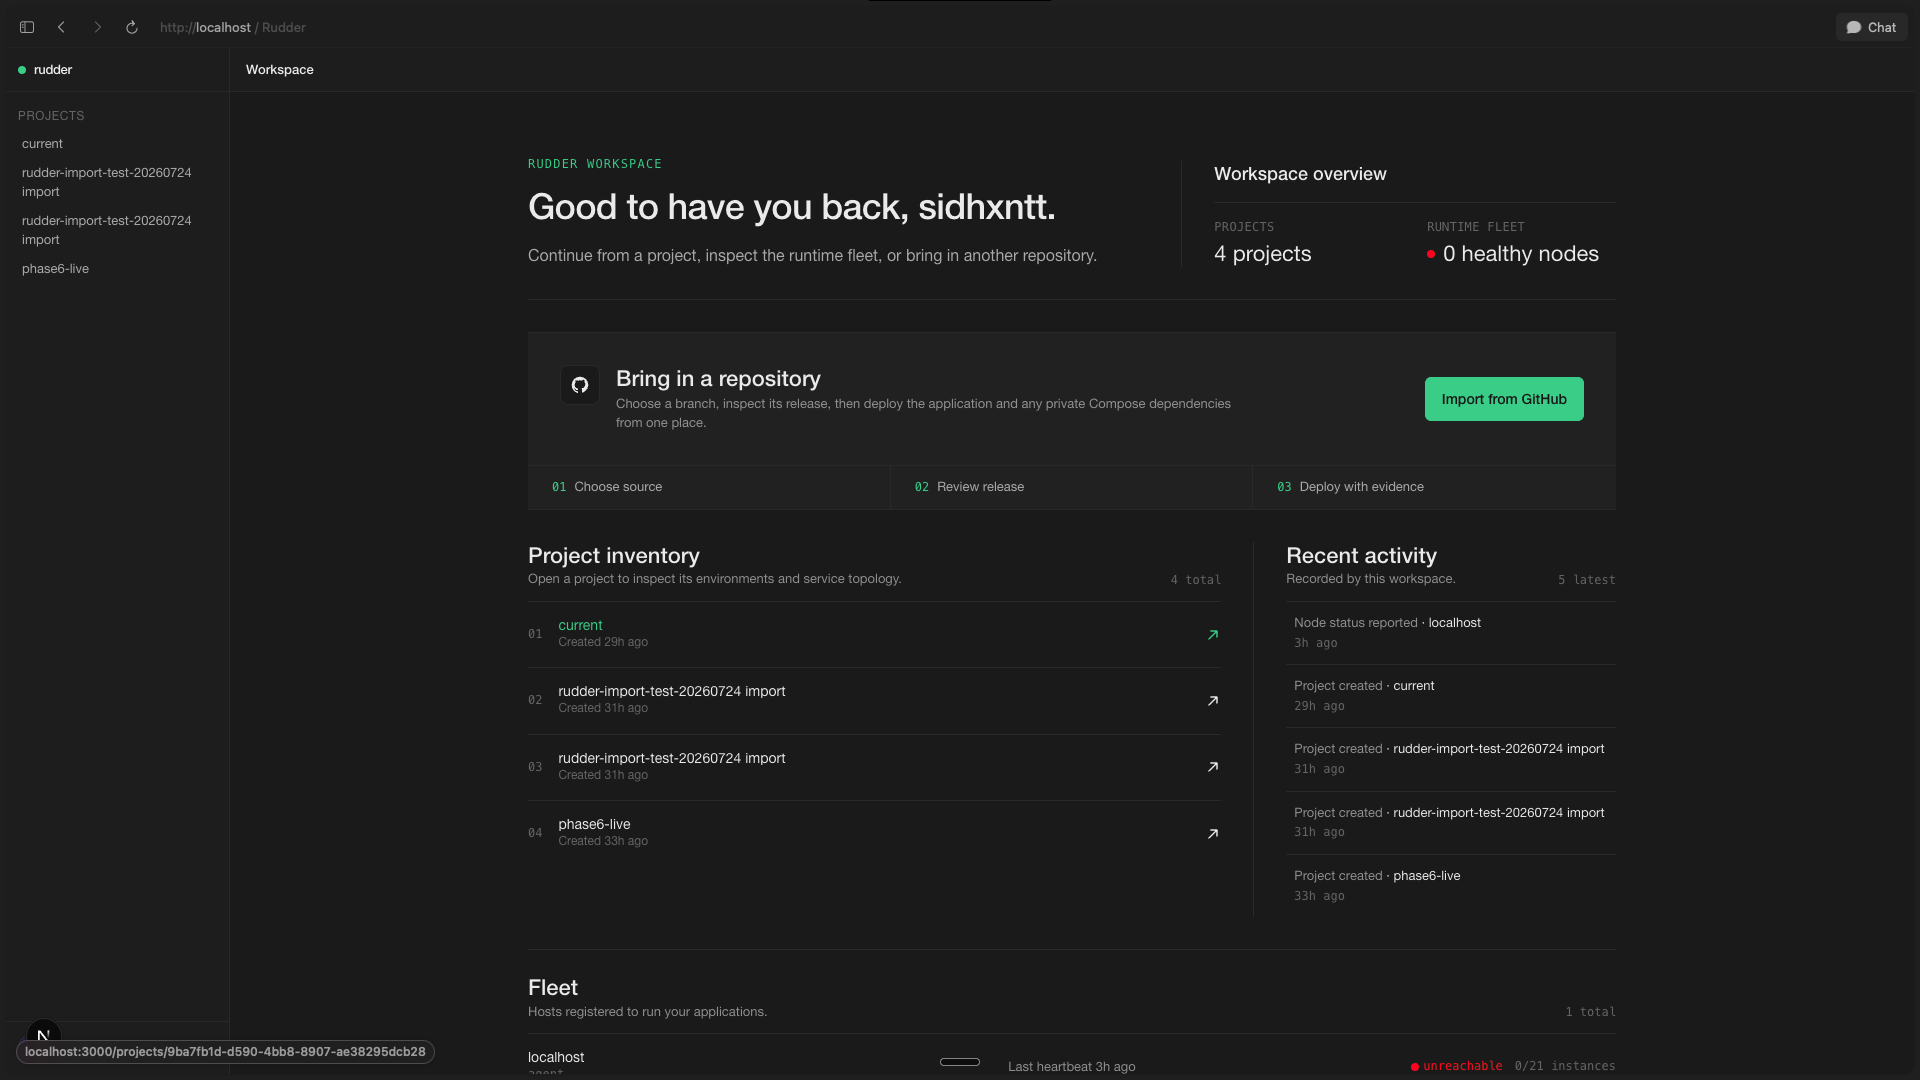 http://localhost / Rudder
Chat
rudder
Workspace
PROJECTS
current
rudder-import-test-20260724
import
rudder-import-test-20260724
import
phase6-live
RUDDER WORKSPACE
Good to have you back, sidhxntt.
Continue from a project, inspect the runtime fleet, or bring in another repository.
Workspace overview
PROJECTS
4 projects
RUNTIME FLEET
0 healthy nodes
Bring in a repository
Choose a branch, inspect its release, then deploy the application and any private Compose dependencies
from one place.
Import from GitHub
01 Choose source
02 Review release
03 Deploy with evidence
Project inventory
Open a project to inspect its environments and service topology.
4 total
01
current
Created 29h ago
02
rudder-import-test-20260724 import
Created 31h ago
03
rudder-import-test-20260724 import
Created 31h ago
04
phase6-live
Created 33h ago
Recent activity
Recorded by this workspace.
5 latest
Node status reported · localhost
3h ago
Project created · current
29h ago
Project created · rudder-import-test-20260724 import
31h ago
Project created · rudder-import-test-20260724 import
31h ago
Project created · phase6-live
33h ago
Fleet
Hosts registered to run your applications.
1 total
localhost
agent
Last heartbeat 3h ago
unreachable
0/21 instances
N
localhost:3000/projects/9ba7fb1d-d590-4bb8-8907-ae38295dcb28